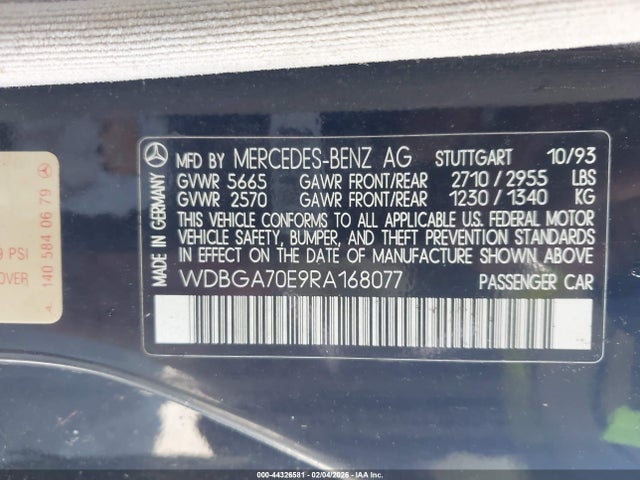 MADE IN GERMANY
MFD BY MERCEDES-BENZ AG STUTTGART 10/93
GVWR 5665 GAWR FRONT/REAR 2710/2955 LBS
GVWR 2570 GAWR FRONT/REAR 1230/1340 KG
THIS VEHICLE CONFORMS TO ALL APPLICABLE U.S. FEDERAL MOTOR
VEHICLE SAFETY, BUMPER, AND THEFT PREVENTION STANDARDS
IN EFFECT ON THE DATE OF MANUFACTURE SHOWN ABOVE
WDBGA70E9RA168077 PASSENGER CAR
PSI
OVER
A 140 584 06 79
000-44326581 - 02/04/2026 - IAA Inc.